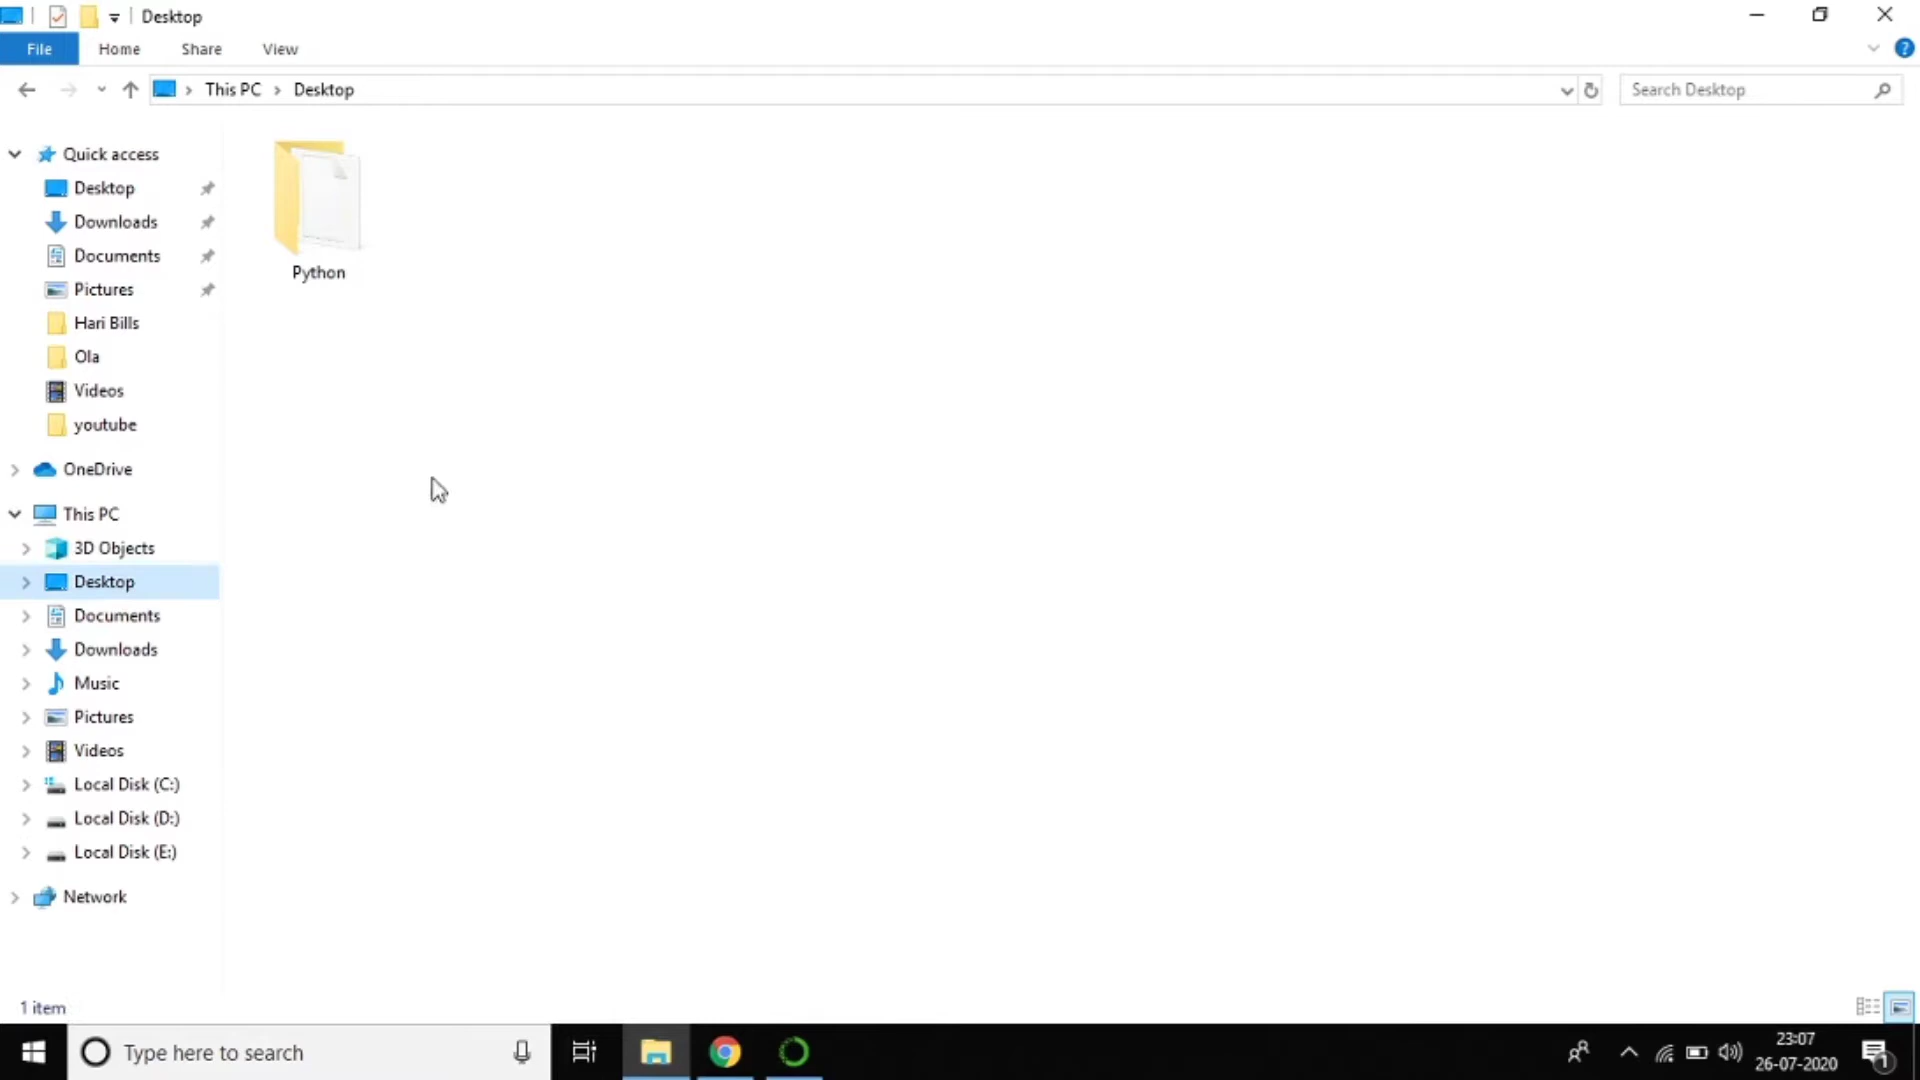 Desktop
File Home Share View
This PC Desktop Search Desktop
Quick access
Desktop
Downloads
Documents
Pictures
Hari Bills
Ola
Videos
youtube
OneDrive
This PC
3D Objects
Desktop
Documents
Downloads
Music
Pictures
Videos
Local Disk (C:)
Local Disk (D:)
Local Disk (E:)
Network
Python
1 item
Type here to search
23:07
26-07-2020
1